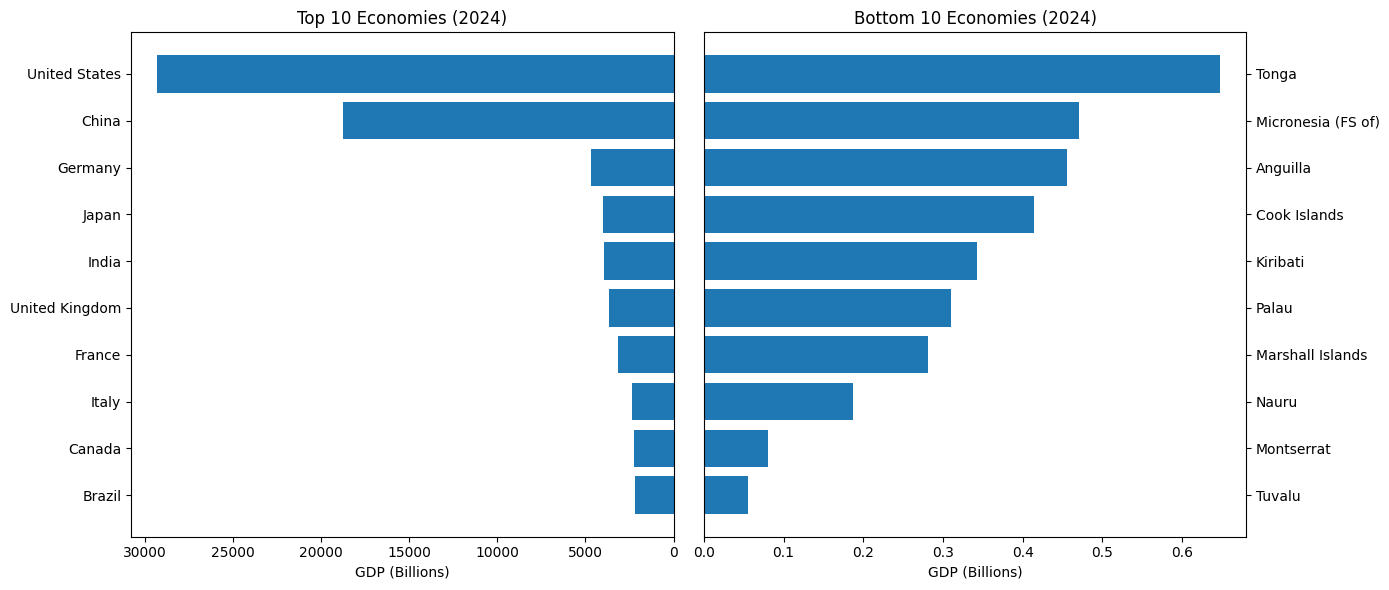 Top 10 Economies (2024)
United States
China
Germany
Japan
India
United Kingdom
France
Italy
Canada
Brazil
30000 25000 20000 15000 10000 5000 0
GDP (Billions)
Bottom 10 Economies (2024)
Tonga
Micronesia (FS of)
Anguilla
Cook Islands
Kiribati
Palau
Marshall Islands
Nauru
Montserrat
Tuvalu
0.0 0.1 0.2 0.3 0.4 0.5 0.6
GDP (Billions)